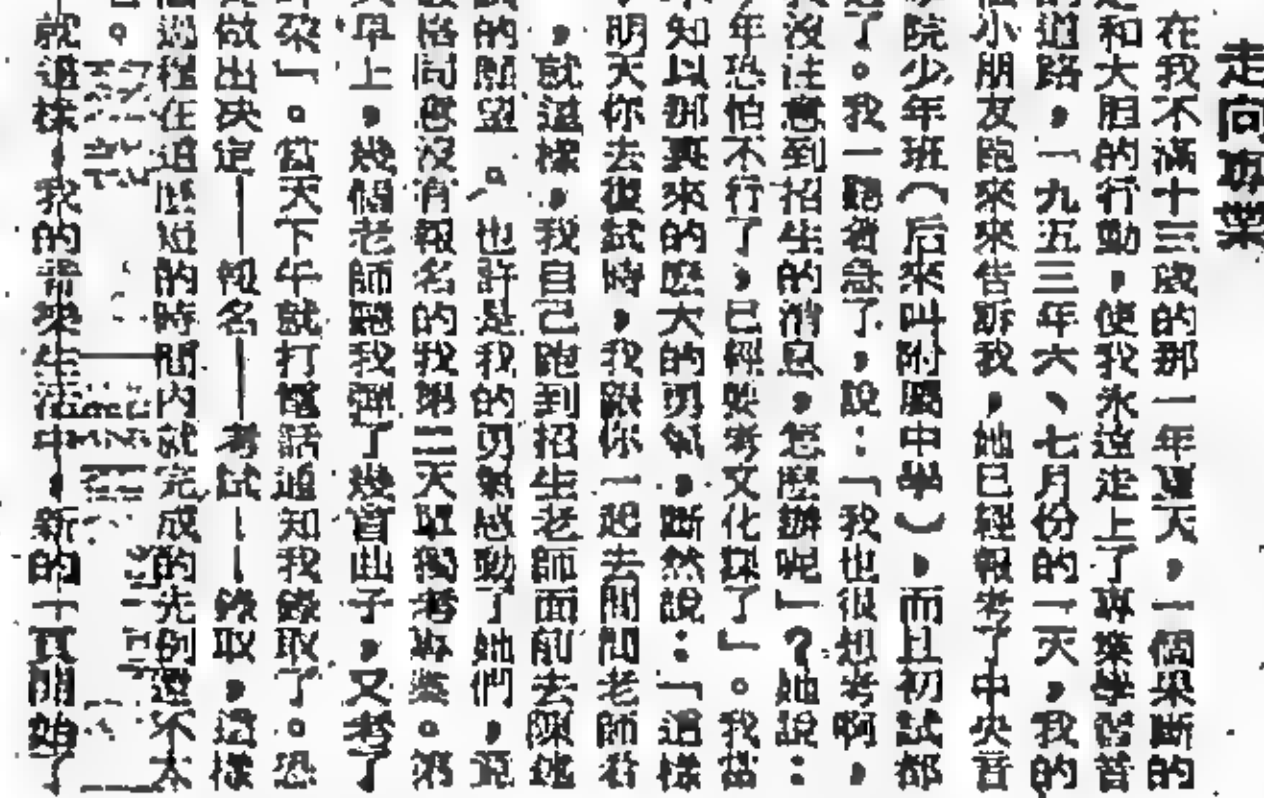 走向專業
在我不滿十三歲的那一年夏天，一個果斷的
和大胆的行動，使我永遠走上了專業學習音
的道路，一九五三年六、七月份的一天，我的
小朋友跑來來告訴我，她已經報考了中央音
院少年班（后來叫附屬中學），而且初試都
了。我一聽着急了，說：「我也很想考啊，
我沒注意到招生的消息，怎麼辦呢」？她說：
年恐怕不行了，已經要考文化課了」。我當
不知以那裏來的麼大的勇氣，斷然說：「這樣
，明天你去復試時，我跟你一起去問問老師看
，就這樣，我自己跑到招生老師面前去陳述
的願望。也許是我的勇氣感動了她們，
同意沒有報名的我第二天單獨考專業。第
天早上，幾個老師聽我彈了幾首曲子，又考了
」。當天下午就打電話通知我錄取了。恐
做出決定——報名——考試——錄取，這樣
過程在這麼短的時間內就完成的先例還不太
。
就這樣，我的音樂生活中，新的一頁開始了